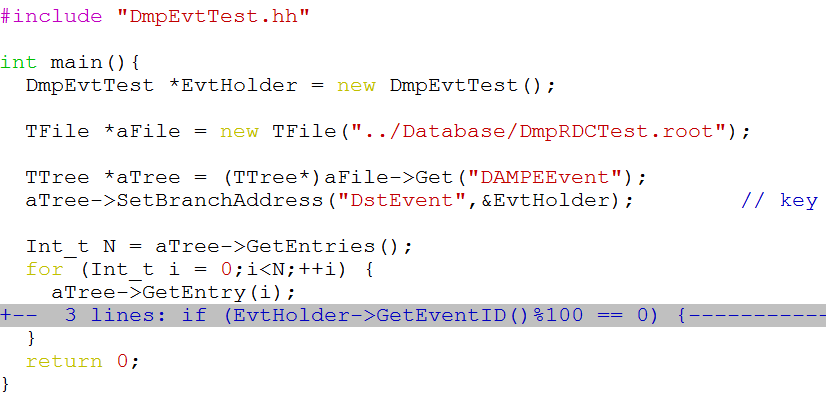 #include "DmpEvtTest.hh"
int main(){
  DmpEvtTest *EvtHolder = new DmpEvtTest();
  TFile *aFile = new TFile("../Database/DmpRDCTest.root");
  TTree *aTree = (TTree*)aFile->Get("DAMPEEvent");
  aTree->SetBranchAddress("DstEvent",&EvtHolder);        // key
  Int_t N = aTree->GetEntries();
  for (Int_t i = 0;i<N;++i) {
    aTree->GetEntry(i);
+--  3 lines: if (EvtHolder->GetEventID()%100 == 0) {-----------
  }
  return 0;
}